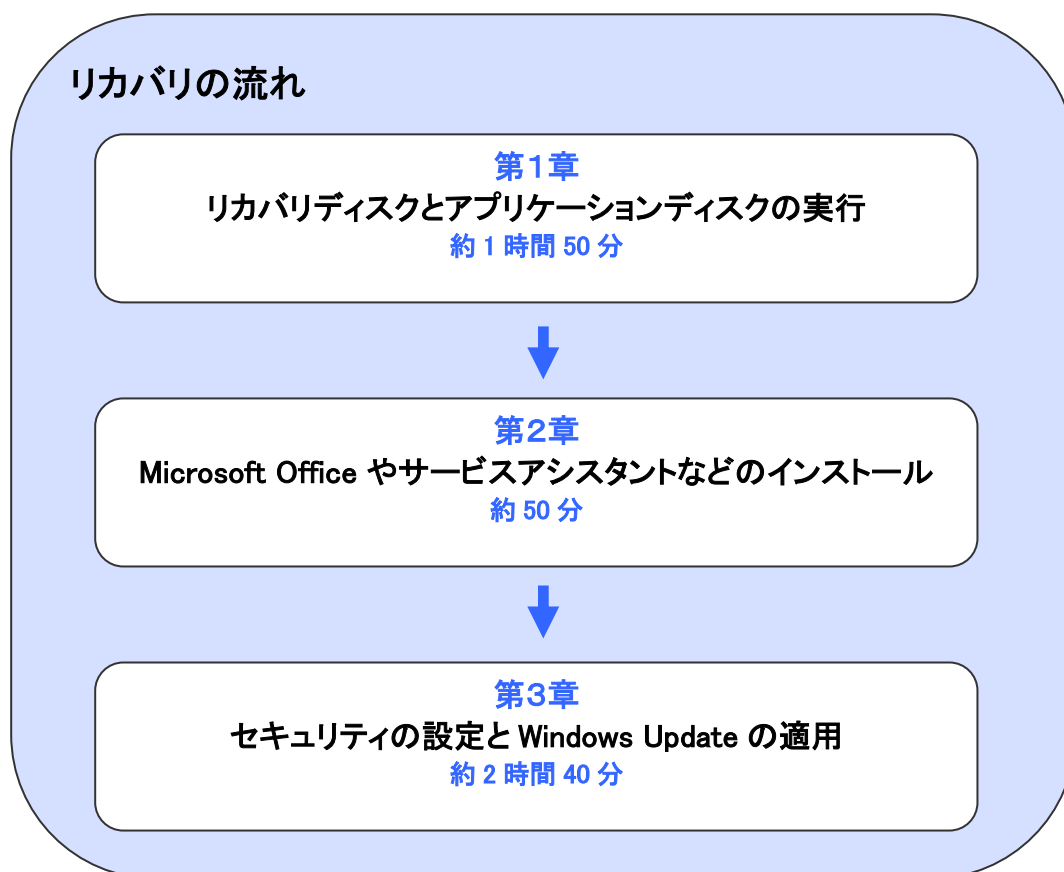 リカバリの流れ
第1章
リカバリディスクとアプリケーションディスクの実行
約 1 時間 50 分
第2章
Microsoft Office やサービスアシスタントなどのインストール
約 50 分
第3章
セキュリティの設定と Windows Update の適用
約 2 時間 40 分